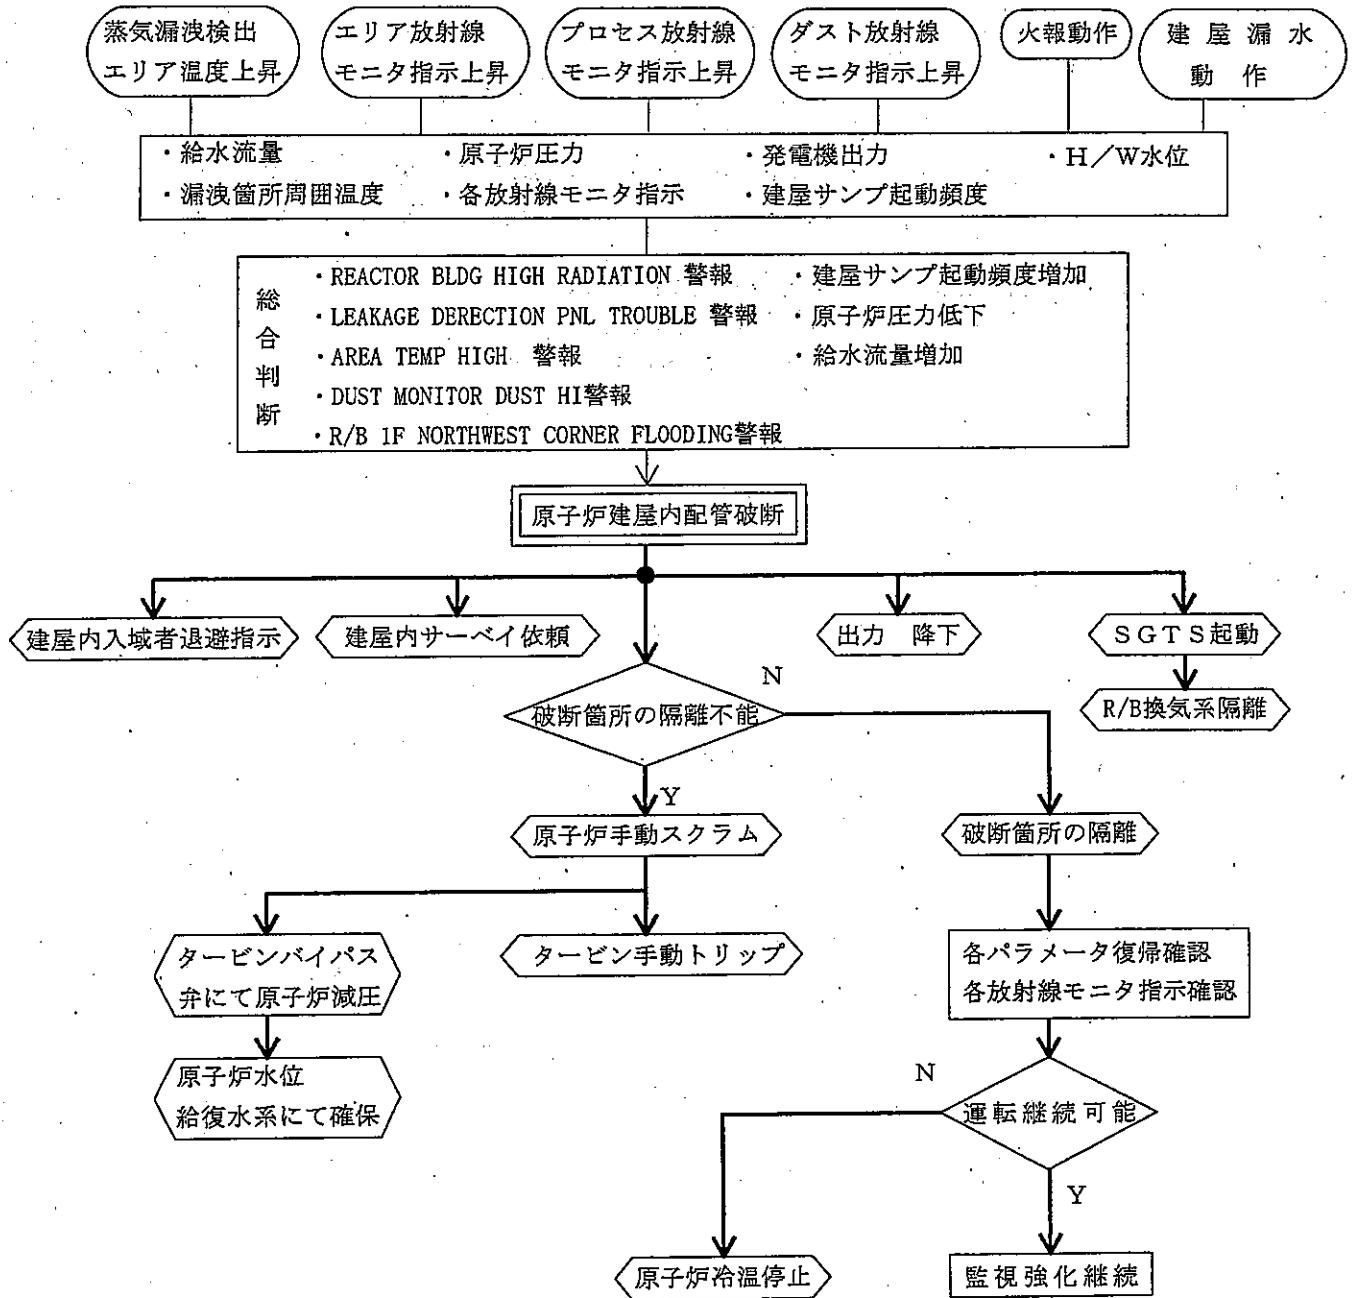 蒸気漏洩検出
エリア温度上昇
エリア放射線
モニタ指示上昇
プロセス放射線
モニタ指示上昇
ダスト放射線
モニタ指示上昇
火報動作
建屋漏水
動作
・給水流量
・原子炉圧力
・発電機出力
・H/W水位
・漏洩箇所周囲温度
・各放射線モニタ指示
・建屋サンプ起動頻度
総合判断
・REACTOR BLDG HIGH RADIATION 警報
・LEAKAGE DERECTION PNL TROUBLE 警報
・AREA TEMP HIGH 警報
・DUST MONITOR DUST HI警報
・R/B 1F NORTHWEST CORNER FLOODING警報
・建屋サンプ起動頻度増加
・原子炉圧力低下
・給水流量増加
原子炉建屋内配管破断
建屋内入域者退避指示
建屋内サーベイ依頼
出力 降下
SGTS起動
R/B換気系隔離
破断箇所の隔離不能
N
Y
原子炉手動スクラム
破断箇所の隔離
タービンバイパス
弁にて原子炉減圧
タービン手動トリップ
各パラメータ復帰確認
各放射線モニタ指示確認
原子炉水位
給復水系にて確保
運転継続可能
N
Y
原子炉冷温停止
監視強化継続